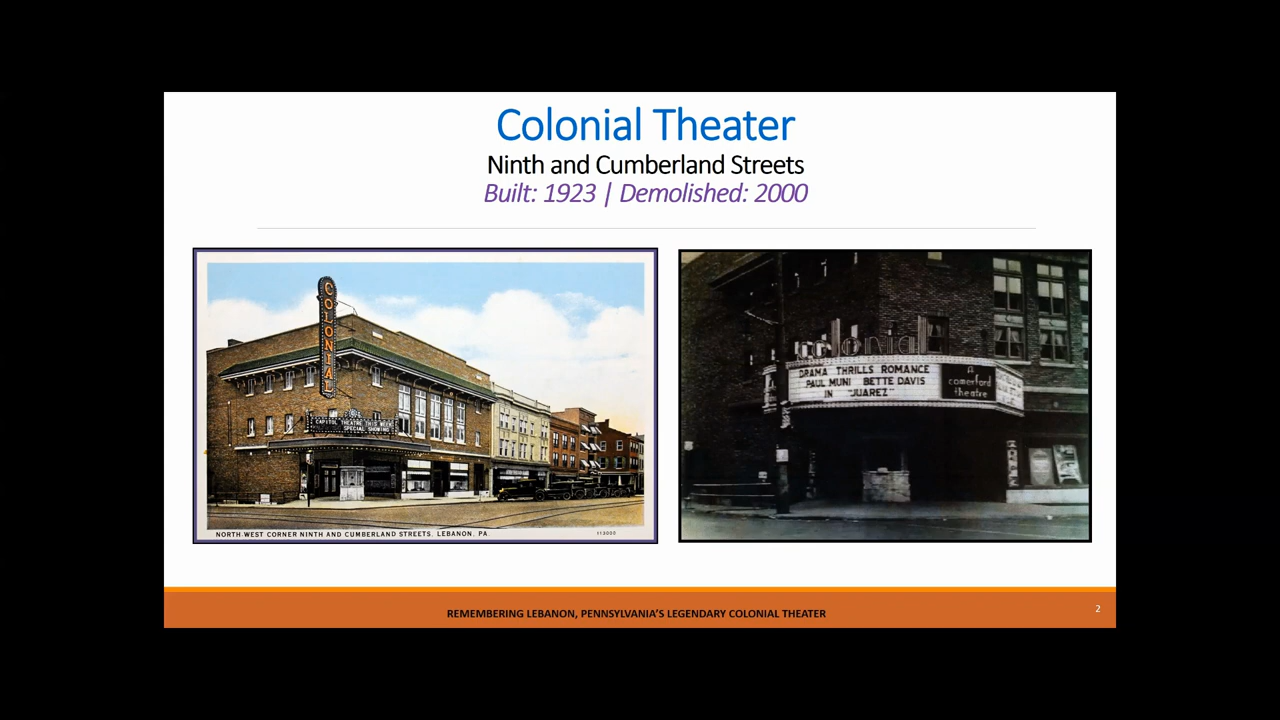 Colonial Theater
Ninth and Cumberland Streets
Built: 1923 | Demolished: 2000
COLONIAL
CAPITOL THEATRE THIS WEEK
SPECIAL SHOWING
NORTH WEST CORNER NINTH AND CUMBERLAND STREETS, LEBANON, PA
113000
colonial
DRAMA THRILLS ROMANCE
PAUL MUNI BETTE DAVIS
IN "JUAREZ"
A
comerford
theatre
REMEMBERING LEBANON, PENNSYLVANIA'S LEGENDARY COLONIAL THEATER
2